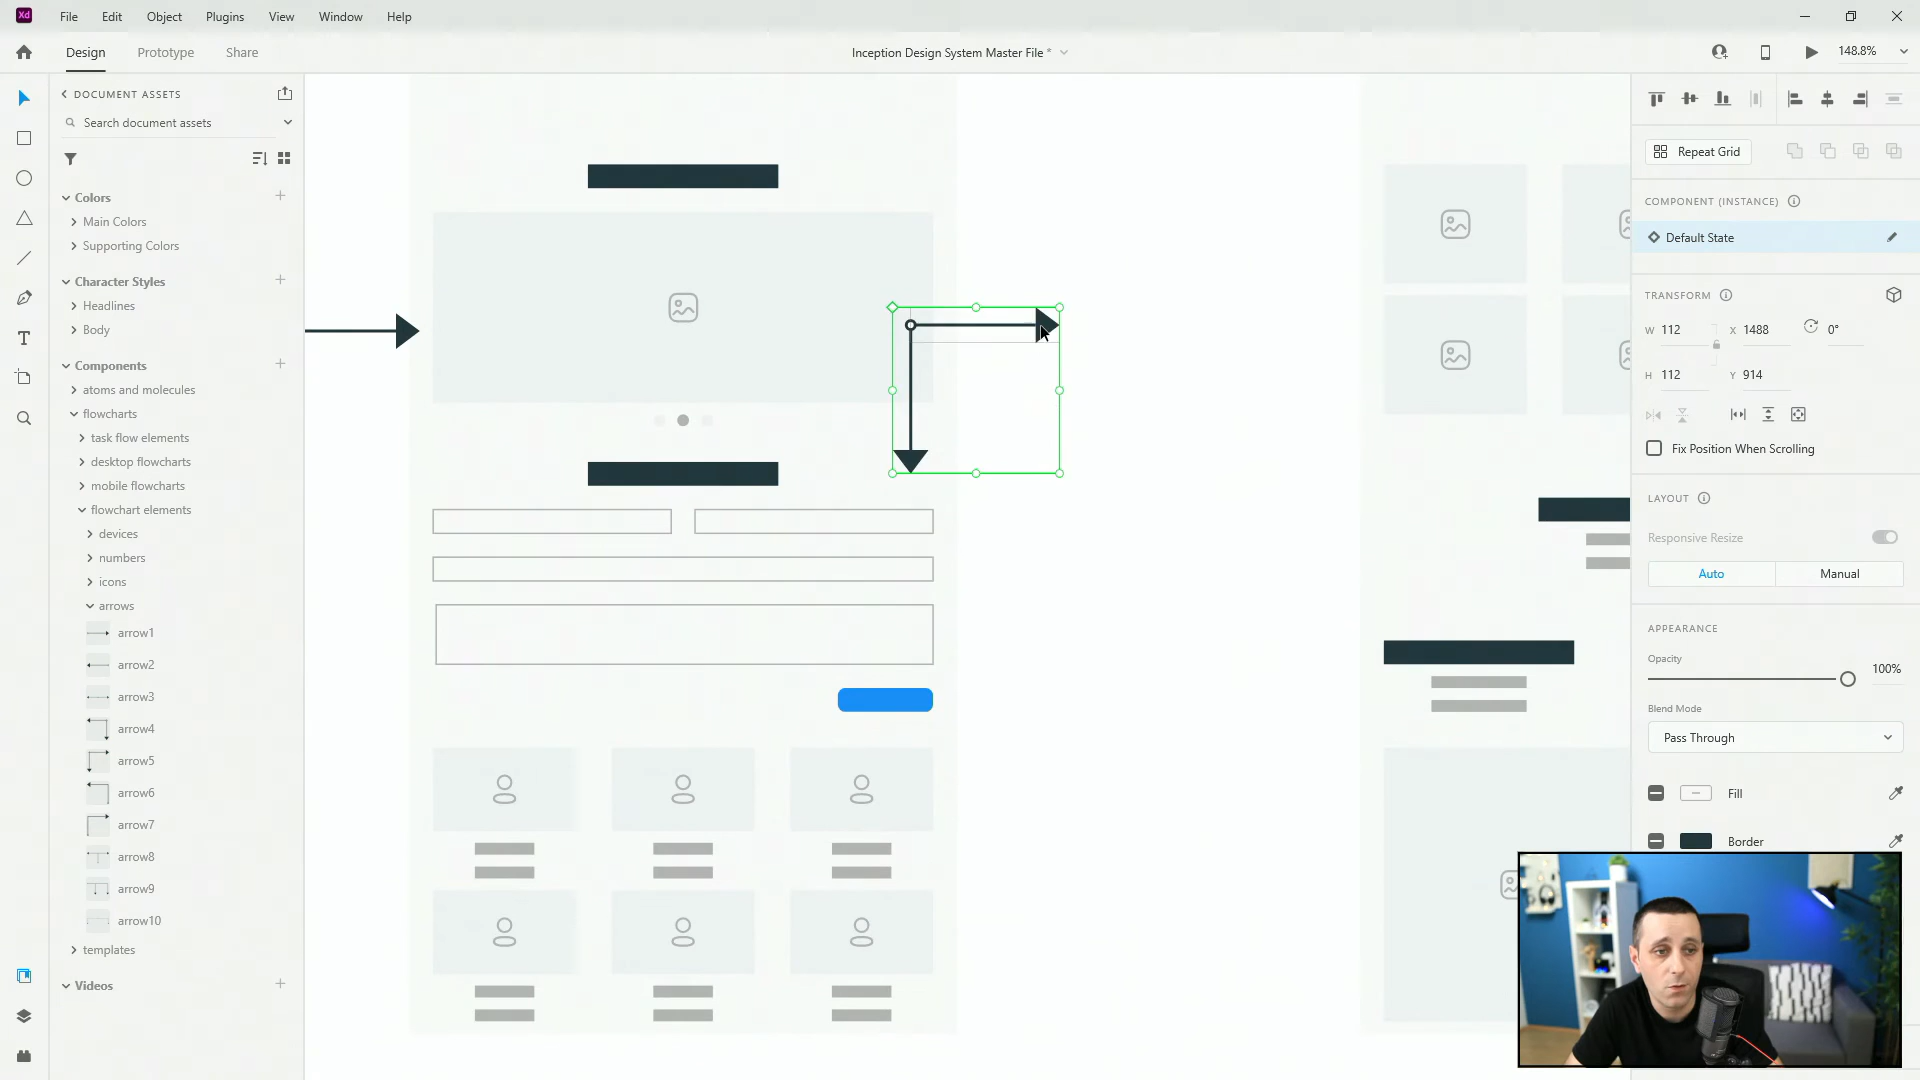 Xd File Edit Object Plugins View Window Help
Design Prototype Share
Inception Design System Master File *
148.8%
DOCUMENT ASSETS
Search document assets
Colors
Main Colors
Supporting Colors
Character Styles
Headlines
Body
Components
atoms and molecules
flowcharts
task flow elements
desktop flowcharts
mobile flowcharts
flowchart elements
devices
numbers
icons
arrows
arrow1
arrow2
arrow3
arrow4
arrow5
arrow6
arrow7
arrow8
arrow9
arrow10
templates
Videos
Repeat Grid
COMPONENT (INSTANCE)
Default State
TRANSFORM
W 112 X 1488 0°
H 112 Y 914
Fix Position When Scrolling
LAYOUT
Responsive Resize
Auto Manual
APPEARANCE
Opacity
100%
Blend Mode
Pass Through
Fill
Border